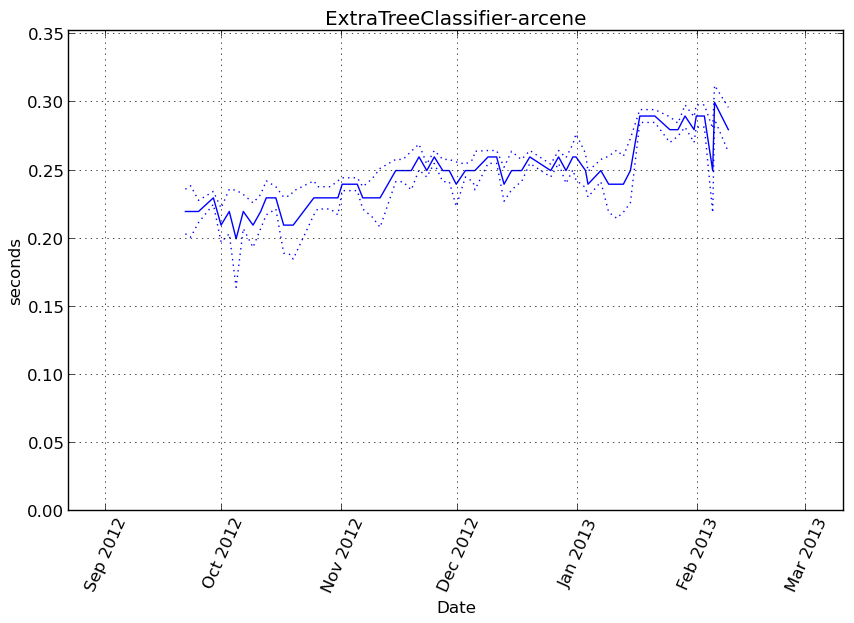 ExtraTreeClassifier-arcene
0.35
0.30
0.25
0.20
0.15
0.10
0.05
0.00
seconds
Sep 2012
Oct 2012
Nov 2012
Dec 2012
Jan 2013
Feb 2013
Mar 2013
Date